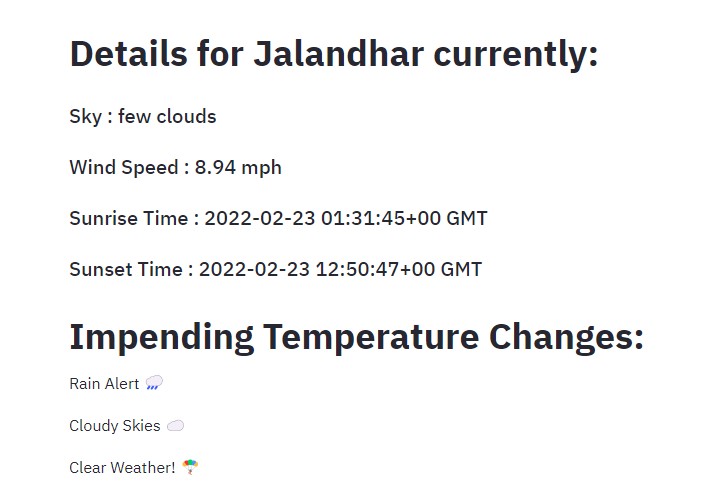 Details for Jalandhar currently:
Sky : few clouds
Wind Speed : 8.94 mph
Sunrise Time : 2022-02-23 01:31:45+00 GMT
Sunset Time : 2022-02-23 12:50:47+00 GMT
Impending Temperature Changes:
Rain Alert 🌧
Cloudy Skies ☁
Clear Weather! 🪂